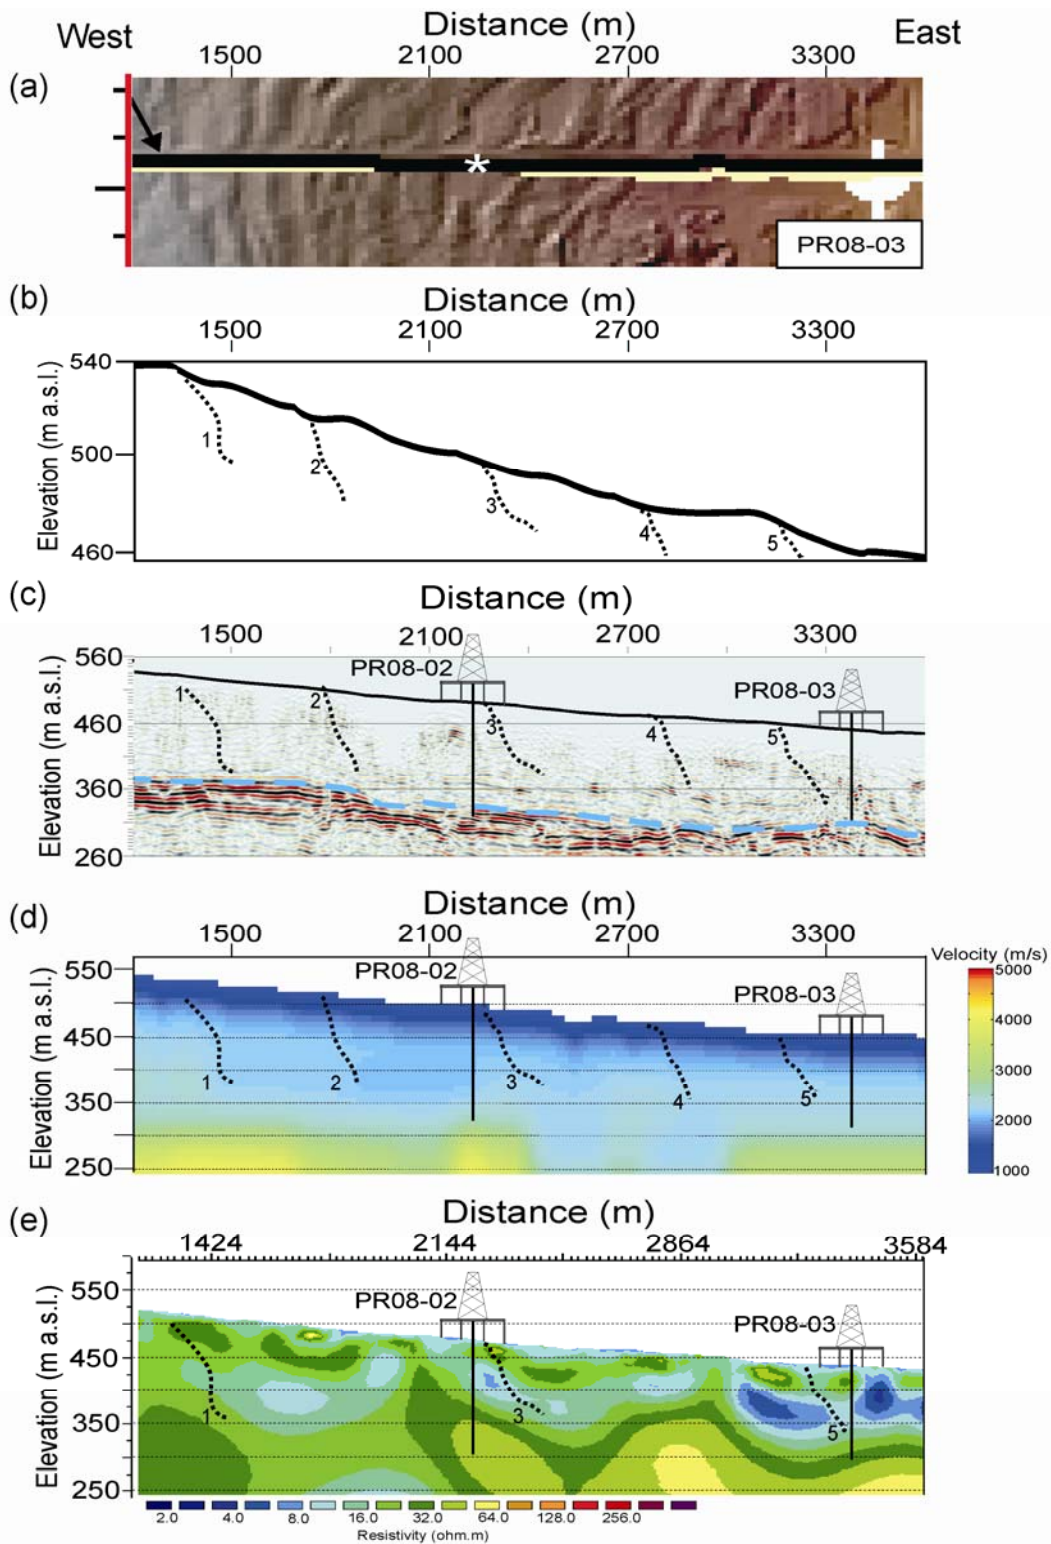 Distance (m)
West
East
1500 2100 2700 3300
(a)
*
PR08-03
(b)
Distance (m)
1500 2100 2700 3300
Elevation (m a.s.l.)
540
500
460
1
2
3
4
5
(c)
Distance (m)
1500 2100 2700 3300
Elevation (m a.s.l.)
560
460
360
260
PR08-02
PR08-03
1
2
3
4
5
(d)
Distance (m)
1500 2100 2700 3300
Elevation (m a.s.l.)
550
450
350
250
PR08-02
PR08-03
1
2
3
4
5
Velocity (m/s)
5000
4000
3000
2000
1000
(e)
Distance (m)
1424 2144 2864 3584
Elevation (m a.s.l.)
550
450
350
250
PR08-02
PR08-03
1
3
5
2.0 4.0 8.0 16.0 32.0 64.0 128.0 256.0
Resistivity (ohm.m)